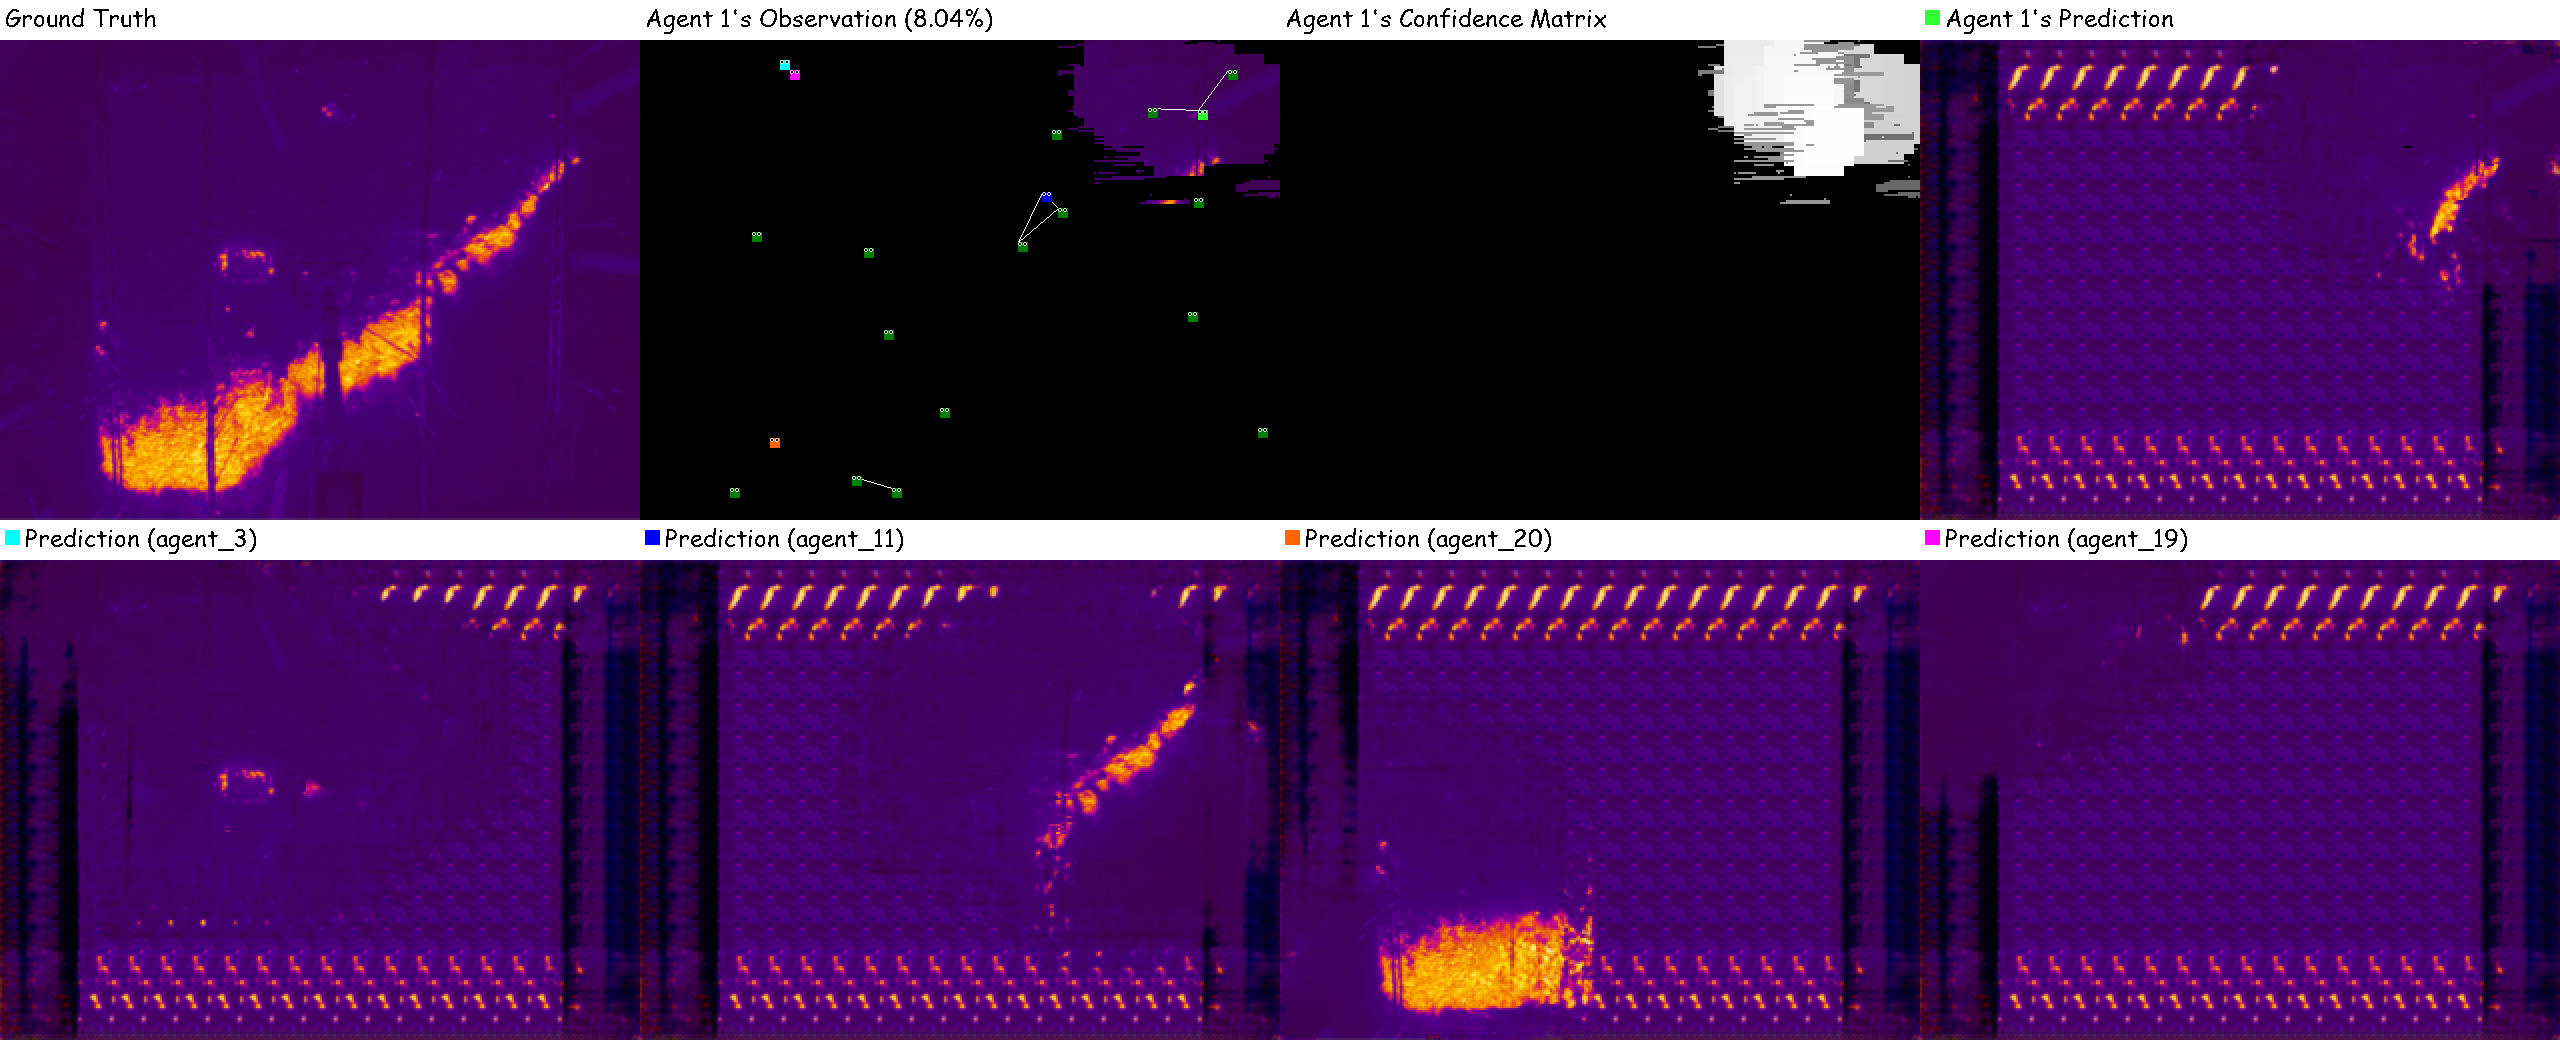 Ground Truth
Agent 1's Observation (8.04%)
Agent 1's Confidence Matrix
Agent 1's Prediction
Prediction (agent_3)
Prediction (agent_11)
Prediction (agent_20)
Prediction (agent_19)